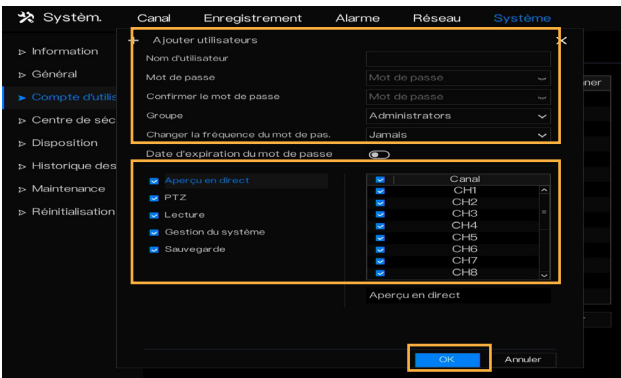 Systèm.
Canal Enregistrement Alarme Réseau Système
Information
Général
Compte d'utilis
Centre de séc
Disposition
Historique des
Maintenance
Réinitialisation
Ajouter utilisateurs
Nom d'utilisateur
Mot de passe Mot de passe
Confirmer le mot de passe Mot de passe
Groupe Administrators
Changer la fréquence du mot de pas. Jamais
Date d'expiration du mot de passe
Aperçu en direct
PTZ
Lecture
Gestion du système
Sauvegarde
Canal
CH1
CH2
CH3
CH4
CH5
CH6
CH7
CH8
Aperçu en direct
ner
OK Annuler